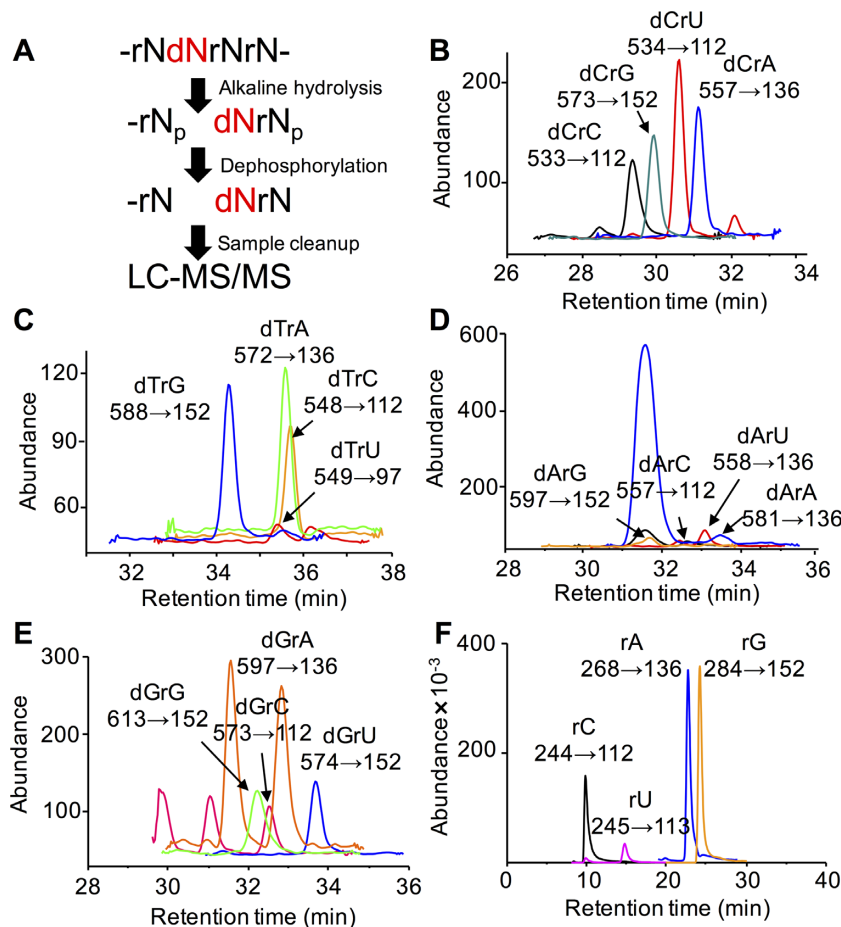 A
-rNdNrNrN-
Alkaline hydrolysis
-rNp dNrNp
Dephosphorylation
-rN dNrN
Sample cleanup
LC-MS/MS
B
dCrU
534→112
dCrG
573→152
dCrA
557→136
dCrC
533→112
Abundance
200
100
26 28 30 32 34
Retention time (min)
C
dTrA
572→136
dTrG
588→152
dTrC
548→112
dTrU
549→97
Abundance
120
90
60
32 34 36 38
Retention time (min)
D
600
400
200
Abundance
dArG
597→152
dArC
557→112
dArU
558→136
dArA
581→136
28 30 32 34 36
Retention time (min)
E
300
200
100
Abundance
dGrA
597→136
dGrG
613→152
dGrC
573→112
dGrU
574→152
28 30 32 34 36
Retention time (min)
F
400
200
0
Abundance×10-3
rA
268→136
rG
284→152
rC
244→112
rU
245→113
0 10 20 30 40
Retention time (min)